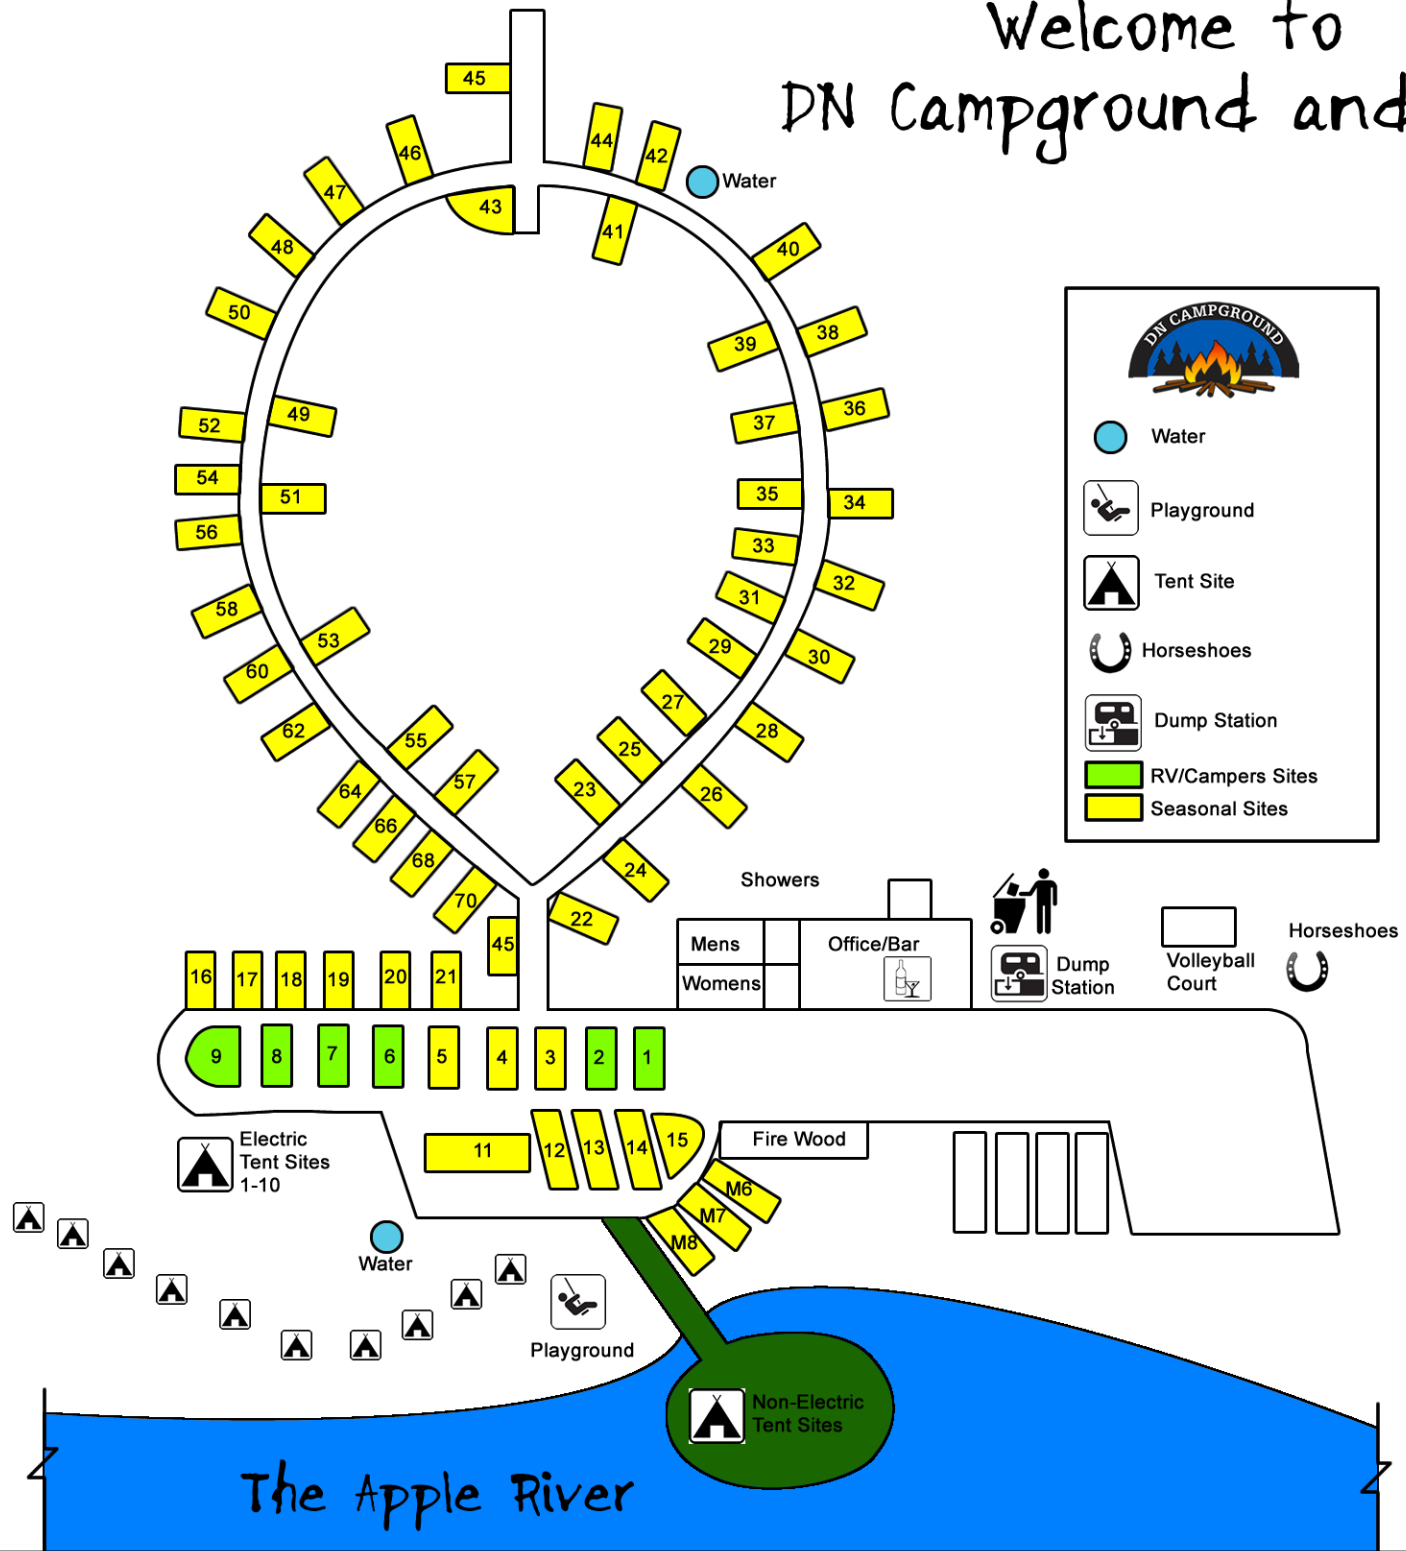 Welcome to
DN Campground and
45
44
42
46
Water
47
43
41
48
40
50
38
39
DN CAMPGROUND
36
49
37
52
Water
54
35
51
34
Playground
56
33
32
Tent Site
31
58
53
29
30
Horseshoes
60
27
62
28
Dump Station
55
25
57
23
26
RV/Campers Sites
64
Seasonal Sites
66
68
24
Showers
70
22
45
Mens
Office/Bar
Horseshoes
16
17
18
19
20
21
Womens
Dump
Station
Volleyball
Court
9
8
7
6
5
4
3
2
1
11
12
13
14
15
Fire Wood
Electric
Tent Sites
1-10
M6
M7
M8
Water
Playground
Non-Electric
Tent Sites
The Apple River